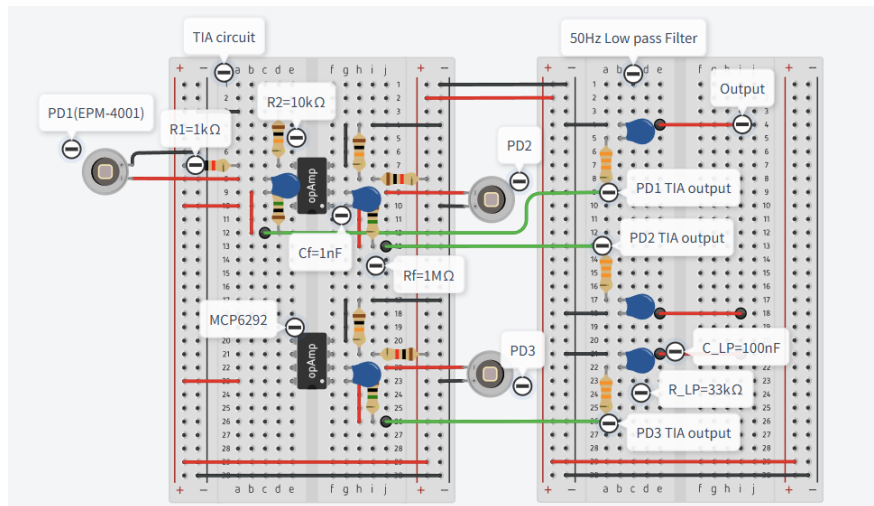 TIA circuit
50Hz Low pass Filter
PD1(EPM-4001)
R1=1kΩ
R2=10kΩ
PD2
Output
opAmp
PD1 TIA output
Cf=1nF
PD2 TIA output
Rf=1MΩ
MCP6292
opAmp
PD3
C_LP=100nF
R_LP=33kΩ
PD3 TIA output
+ − a b c d e f g h i j + −
+ − a b c d e f g h i j + −